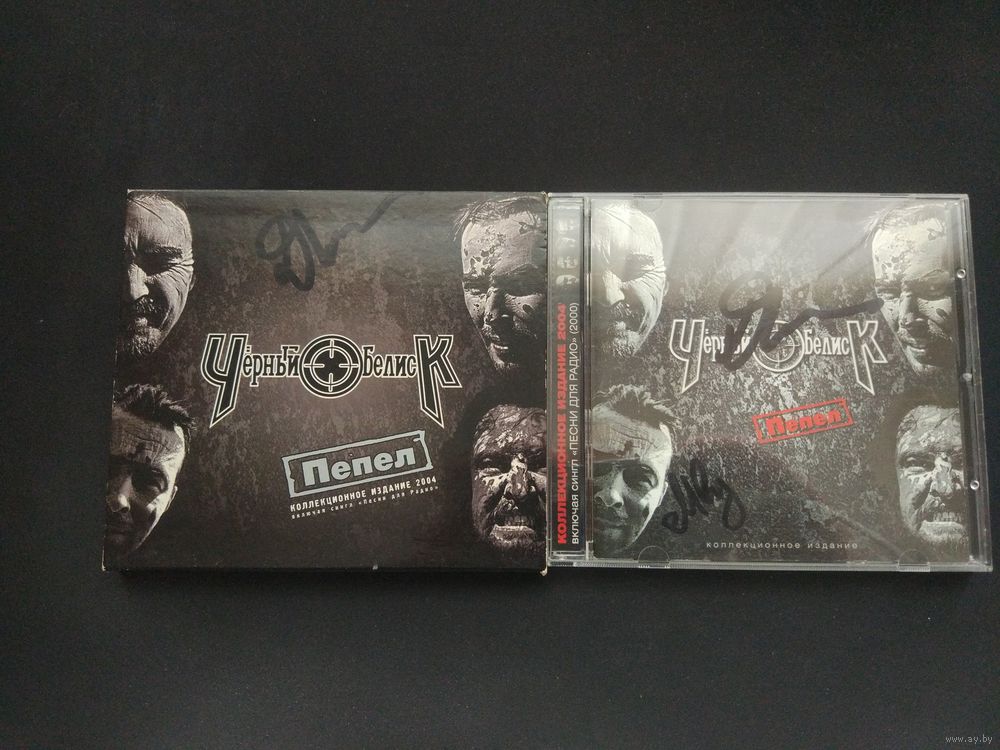 Чёрный Обелиск
Пепел
КОЛЛЕКЦИОННОЕ ИЗДАНИЕ 2004
включая сингл «Песни для Радио»
КОЛЛЕКЦИОННОЕ ИЗДАНИЕ 2004
ВКЛЮЧАЯ СИНГЛ «ПЕСНИ ДЛЯ РАДИО» (2000)
Чёрный Обелиск
Пепел
коллекционное издание
www.ay.by